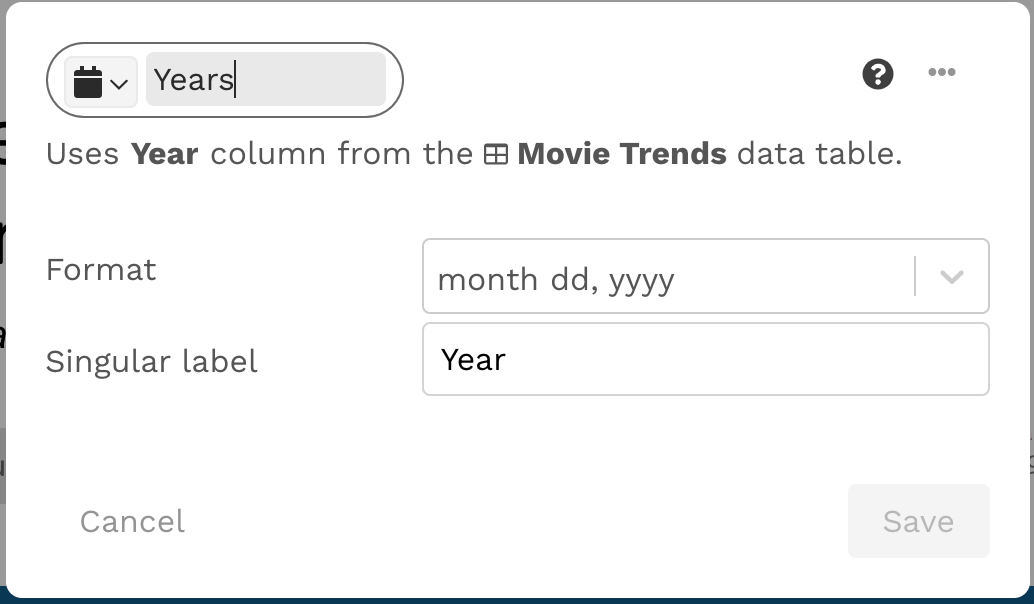 Years
Uses Year column from the Movie Trends data table.
Format
month dd, yyyy
Singular label
Year
Cancel
Save